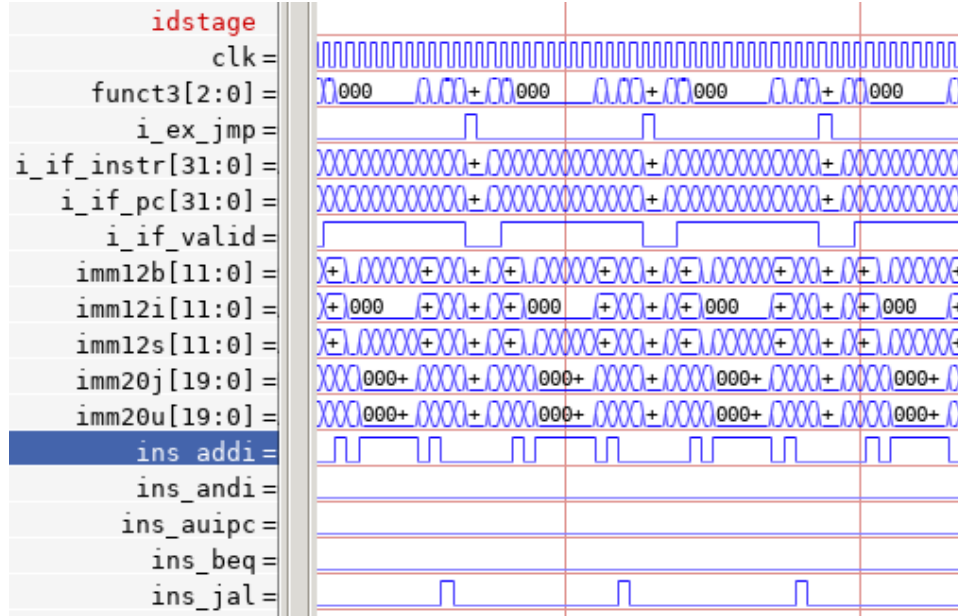 idstage
clk=
funct3[2:0]= 000 + 000 + 000 + 000
i_ex_jmp=
i_if_instr[31:0]= + + +
i_if_pc[31:0]= + + +
i_if_valid=
imm12b[11:0]= + + + + + + + + + + +
imm12i[11:0]= + 000 + + + 000 + + + 000 + + + 000 +
imm12s[11:0]= + + + + + + + + + + +
imm20j[19:0]= 000+ + 000+ + 000+ + 000+
imm20u[19:0]= 000+ + 000+ + 000+ + 000+
ins_addi=
ins_andi=
ins_auipc=
ins_beq=
ins_jal=